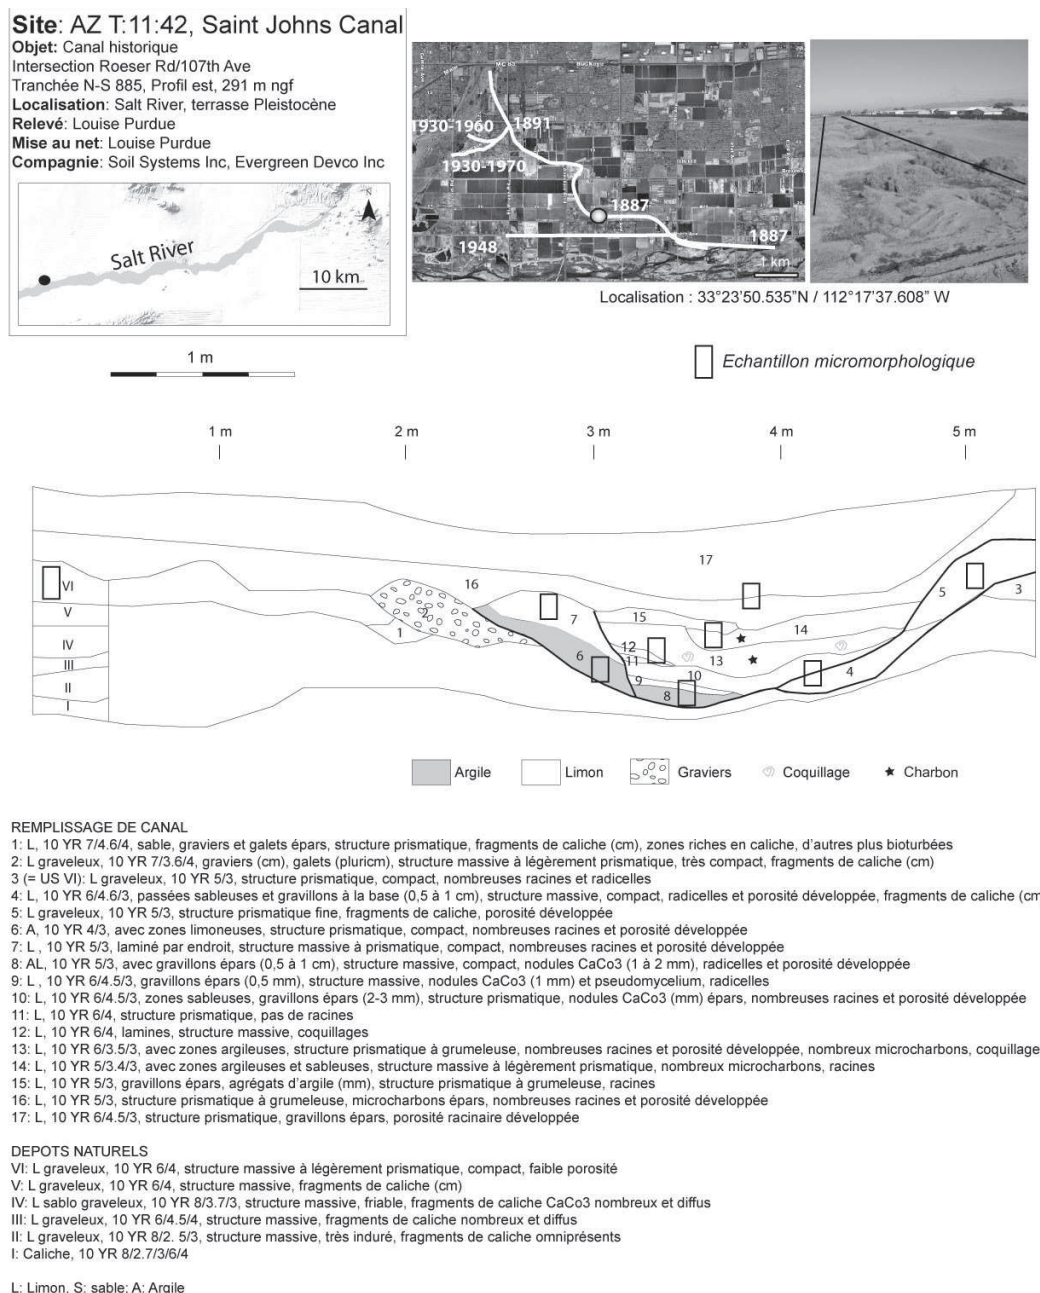 Site: AZ T:11:42, Saint Johns Canal
Objet: Canal historique
Intersection Roeser Rd/107th Ave
Tranchée N-S 885, Profil est, 291 m ngf
Localisation: Salt River, terrasse Pleistocène
Relevé: Louise Purdue
Mise au net: Louise Purdue
Compagnie: Soil Systems Inc, Evergreen Devco Inc
N
Salt River
10 km
1930-1960
1891
1930-1970
1887
1948
1887
1 km
Localisation : 33°23'50.535"N / 112°17'37.608" W
1 m
Echantillon micromorphologique
1 m
2 m
3 m
4 m
5 m
VI
V
IV
III
II
I
1
2
16
17
6
7
12
11
9
8
10
13
15
14
5
4
3
Argile
Limon
Graviers
Coquillage
Charbon
REMPLISSAGE DE CANAL
1: L, 10 YR 7/4.6/4, sable, graviers et galets épars, structure prismatique, fragments de caliche (cm), zones riches en caliche, d'autres plus bioturbées
2: L graveleux, 10 YR 7/3.6/4, graviers (cm), galets (pluricm), structure massive à légèrement prismatique, très compact, fragments de caliche (cm)
3 (= US VI): L graveleux, 10 YR 5/3, structure prismatique, compact, nombreuses racines et radicelles
4: L, 10 YR 6/4.6/3, passées sableuses et gravillons à la base (0,5 à 1 cm), structure massive, compact, radicelles et porosité développée, fragments de caliche (cm
5: L graveleux, 10 YR 5/3, structure prismatique fine, fragments de caliche, porosité développée
6: A, 10 YR 4/3, avec zones limoneuses, structure prismatique, compact, nombreuses racines et porosité développée
7: L , 10 YR 5/3, laminé par endroit, structure massive à prismatique, compact, nombreuses racines et porosité développée
8: AL, 10 YR 5/3, avec gravillons épars (0,5 à 1 cm), structure massive, compact, nodules CaCo3 (1 à 2 mm), radicelles et porosité développée
9: L , 10 YR 6/4.5/3, gravillons épars (0,5 mm), structure massive, nodules CaCo3 (1 mm) et pseudomycelium, radicelles
10: L, 10 YR 6/4.5/3, zones sableuses, gravillons épars (2-3 mm), structure prismatique, nodules CaCo3 (mm) épars, nombreuses racines et porosité développée
11: L, 10 YR 6/4, structure prismatique, pas de racines
12: L, 10 YR 6/4, lamines, structure massive, coquillages
13: L, 10 YR 6/3.5/3, avec zones argileuses, structure prismatique à grumeleuse, nombreuses racines et porosité développée, nombreux microcharbons, coquillage
14: L, 10 YR 5/3.4/3, avec zones argileuses et sableuses, structure massive à légèrement prismatique, nombreux microcharbons, racines
15: L, 10 YR 5/3, gravillons épars, agrégats d'argile (mm), structure prismatique à grumeleuse, racines
16: L, 10 YR 5/3, structure prismatique à grumeleuse, microcharbons épars, nombreuses racines et porosité développée
17: L, 10 YR 6/4.5/3, structure prismatique, gravillons épars, porosité racinaire développée
DEPOTS NATURELS
VI: L graveleux, 10 YR 6/4, structure massive à légèrement prismatique, compact, faible porosité
V: L graveleux, 10 YR 6/4, structure massive, fragments de caliche (cm)
IV: L sablo graveleux, 10 YR 8/3.7/3, structure massive, friable, fragments de caliche CaCo3 nombreux et diffus
III: L graveleux, 10 YR 6/4.5/4, structure massive, fragments de caliche nombreux et diffus
II: L graveleux, 10 YR 8/2. 5/3, structure massive, très induré, fragments de caliche omniprésents
I: Caliche, 10 YR 8/2.7/3/6/4
L: Limon, S: sable; A: Argile